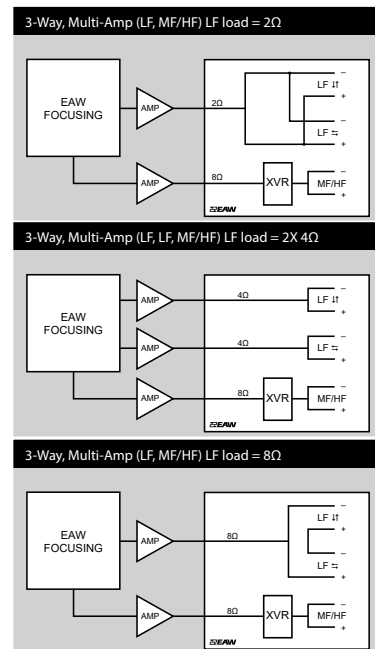 3-Way, Multi-Amp (LF, MF/HF) LF load = 2Ω
EAW
FOCUSING
AMP
2Ω
−
LF ↓↑
+
−
LF ⇆
+
AMP
8Ω
XVR
−
MF/HF
+
EAW
3-Way, Multi-Amp (LF, LF, MF/HF) LF load = 2X 4Ω
EAW
FOCUSING
AMP
4Ω
−
LF ↓↑
+
AMP
4Ω
−
LF ⇆
+
AMP
8Ω
XVR
−
MF/HF
+
EAW
3-Way, Multi-Amp (LF, MF/HF) LF load = 8Ω
EAW
FOCUSING
AMP
8Ω
−
LF ↓↑
+
−
LF ⇆
+
AMP
8Ω
XVR
−
MF/HF
+
EAW